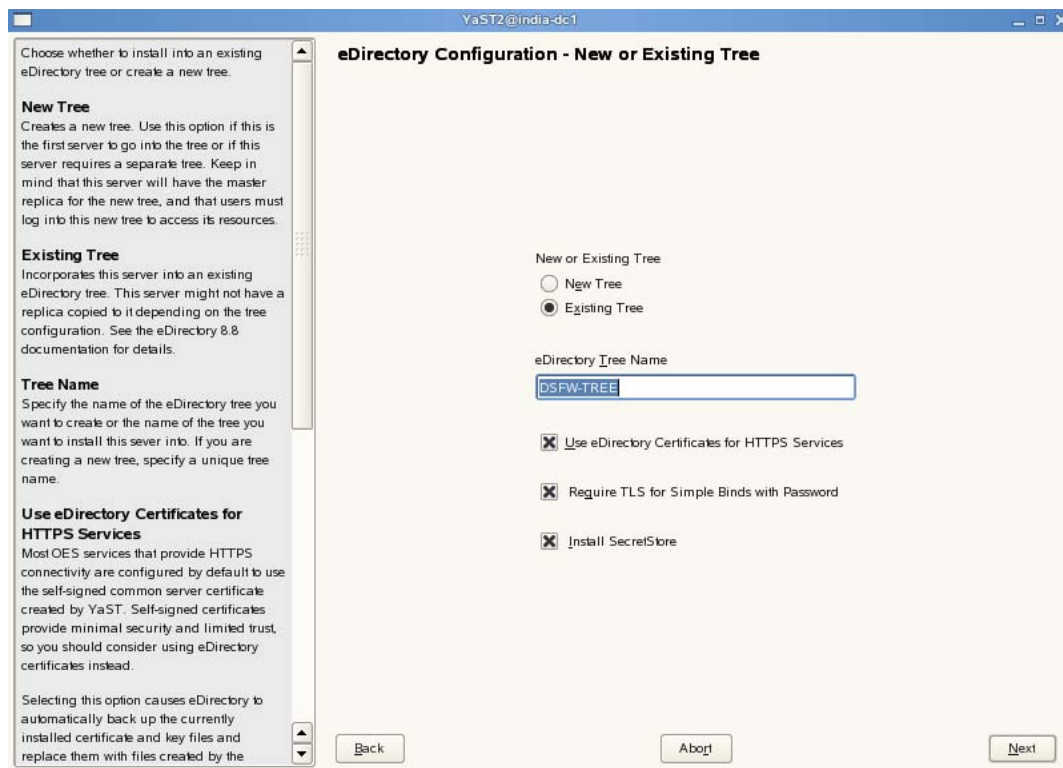 YaST2@india-dc1
Choose whether to install into an existing
eDirectory tree or create a new tree.
New Tree
Creates a new tree. Use this option if this is
the first server to go into the tree or if this
server requires a separate tree. Keep in
mind that this server will have the master
replica for the new tree, and that users must
log into this new tree to access its resources.
Existing Tree
Incorporates this server into an existing
eDirectory tree. This server might not have a
replica copied to it depending on the tree
configuration. See the eDirectory 8.8
documentation for details.
Tree Name
Specify the name of the eDirectory tree you
want to create or the name of the tree you
want to install this sever into. If you are
creating a new tree, specify a unique tree
name.
Use eDirectory Certificates for
HTTPS Services
Most OES services that provide HTTPS
connectivity are configured by default to use
the self-signed common server certificate
created by YaST. Self-signed certificates
provide minimal security and limited trust,
so you should consider using eDirectory
certificates instead.
Selecting this option causes eDirectory to
automatically back up the currently
installed certificate and key files and
replace them with files created by the
eDirectory Configuration - New or Existing Tree
New or Existing Tree
New Tree
Existing Tree
eDirectory Tree Name
DSFW-TREE
Use eDirectory Certificates for HTTPS Services
Require TLS for Simple Binds with Password
Install SecretStore
Back
Abort
Next